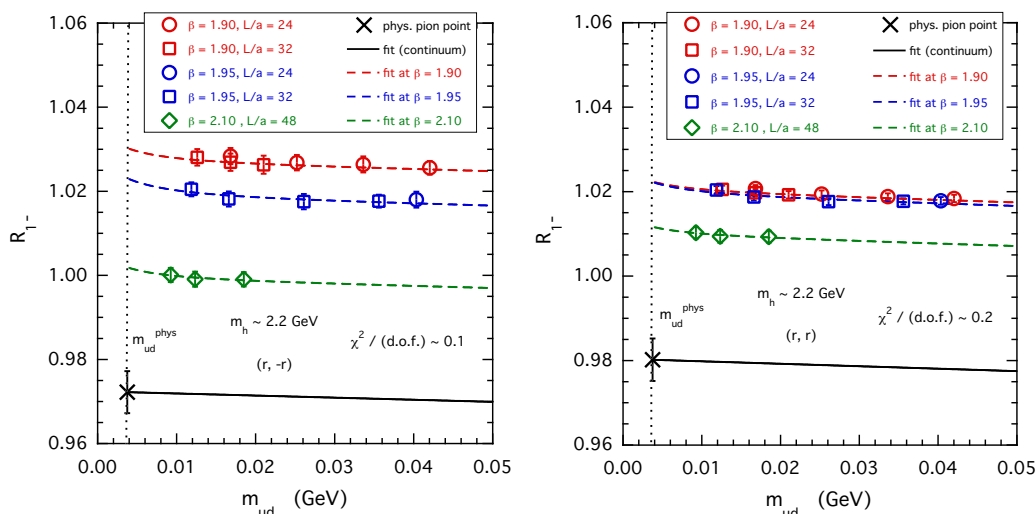 1.06
1.04
1.02
1.00
0.98
0.96
R₁-
β = 1.90, L/a = 24
β = 1.90, L/a = 32
β = 1.95, L/a = 24
β = 1.95, L/a = 32
β = 2.10 , L/a = 48
phys. pion point
fit (continuum)
fit at β = 1.90
fit at β = 1.95
fit at β = 2.10
m_ud^phys
m_h ~ 2.2 GeV
χ² / (d.o.f.) ~ 0.1
(r, -r)
0.00 0.01 0.02 0.03 0.04 0.05
m_ud (GeV)
1.06
1.04
1.02
1.00
0.98
0.96
R₁-
β = 1.90, L/a = 24
β = 1.90, L/a = 32
β = 1.95, L/a = 24
β = 1.95, L/a = 32
β = 2.10 , L/a = 48
phys. pion point
fit (continuum)
fit at β = 1.90
fit at β = 1.95
fit at β = 2.10
m_ud^phys
m_h ~ 2.2 GeV
χ² / (d.o.f.) ~ 0.2
(r, r)
0.00 0.01 0.02 0.03 0.04 0.05
m_ud (GeV)